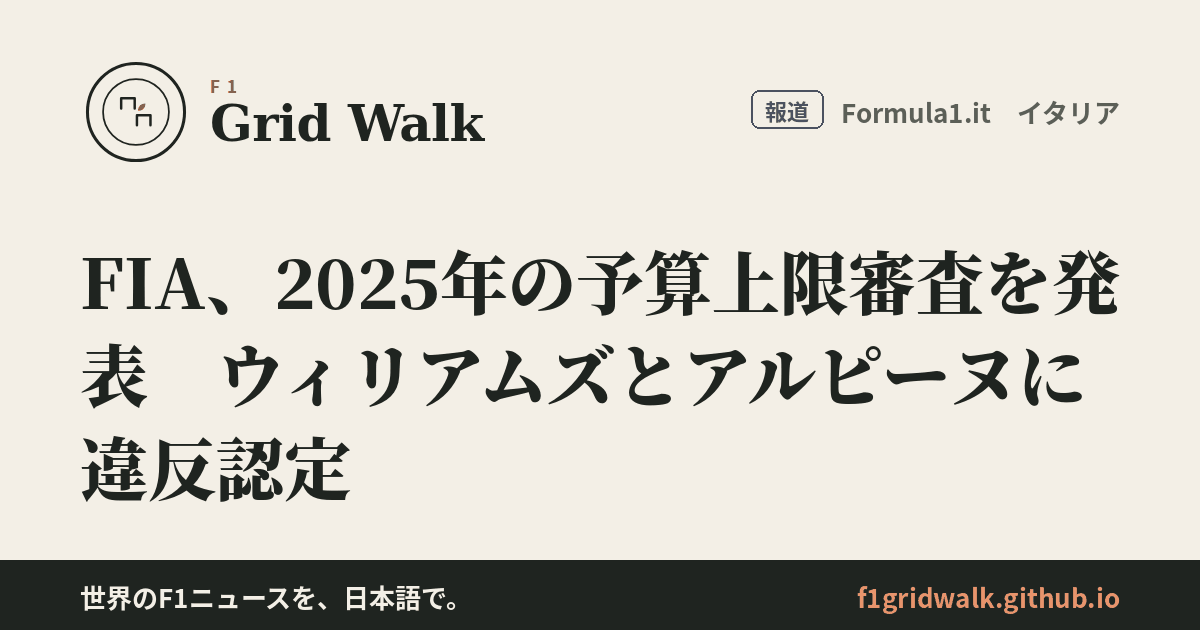 F1
Grid Walk
報道 Formula1.it イタリア
FIA、2025年の予算上限審査を発
表　ウィリアムズとアルピーヌに
違反認定
世界のF1ニュースを、日本語で。
f1gridwalk.github.io